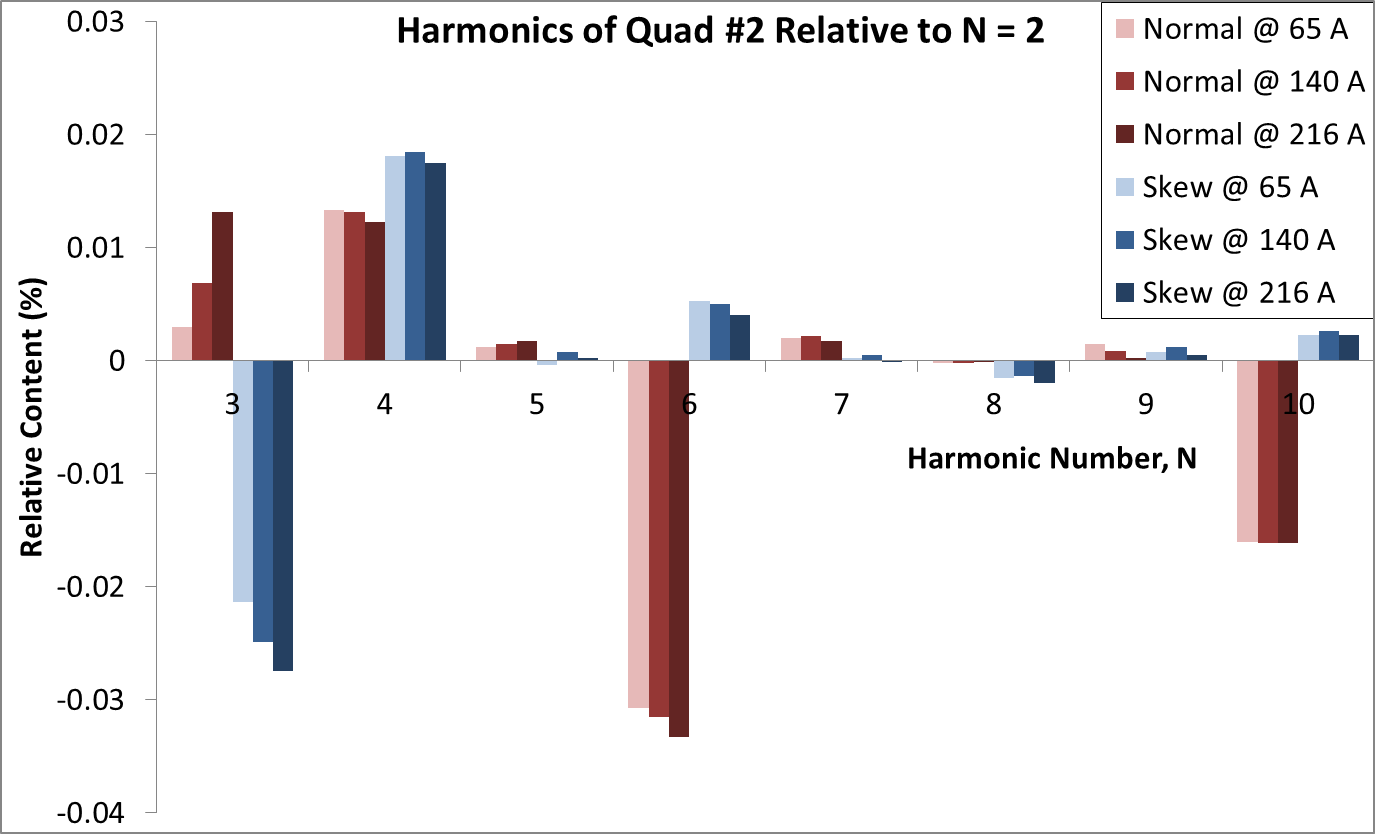 Harmonics of Quad #2 Relative to N = 2
Normal @ 65 A
Normal @ 140 A
Normal @ 216 A
Skew @ 65 A
Skew @ 140 A
Skew @ 216 A
0.03
0.02
0.01
0
-0.01
-0.02
-0.03
-0.04
Relative Content (%)
3 4 5 6 7 8 9 10
Harmonic Number, N